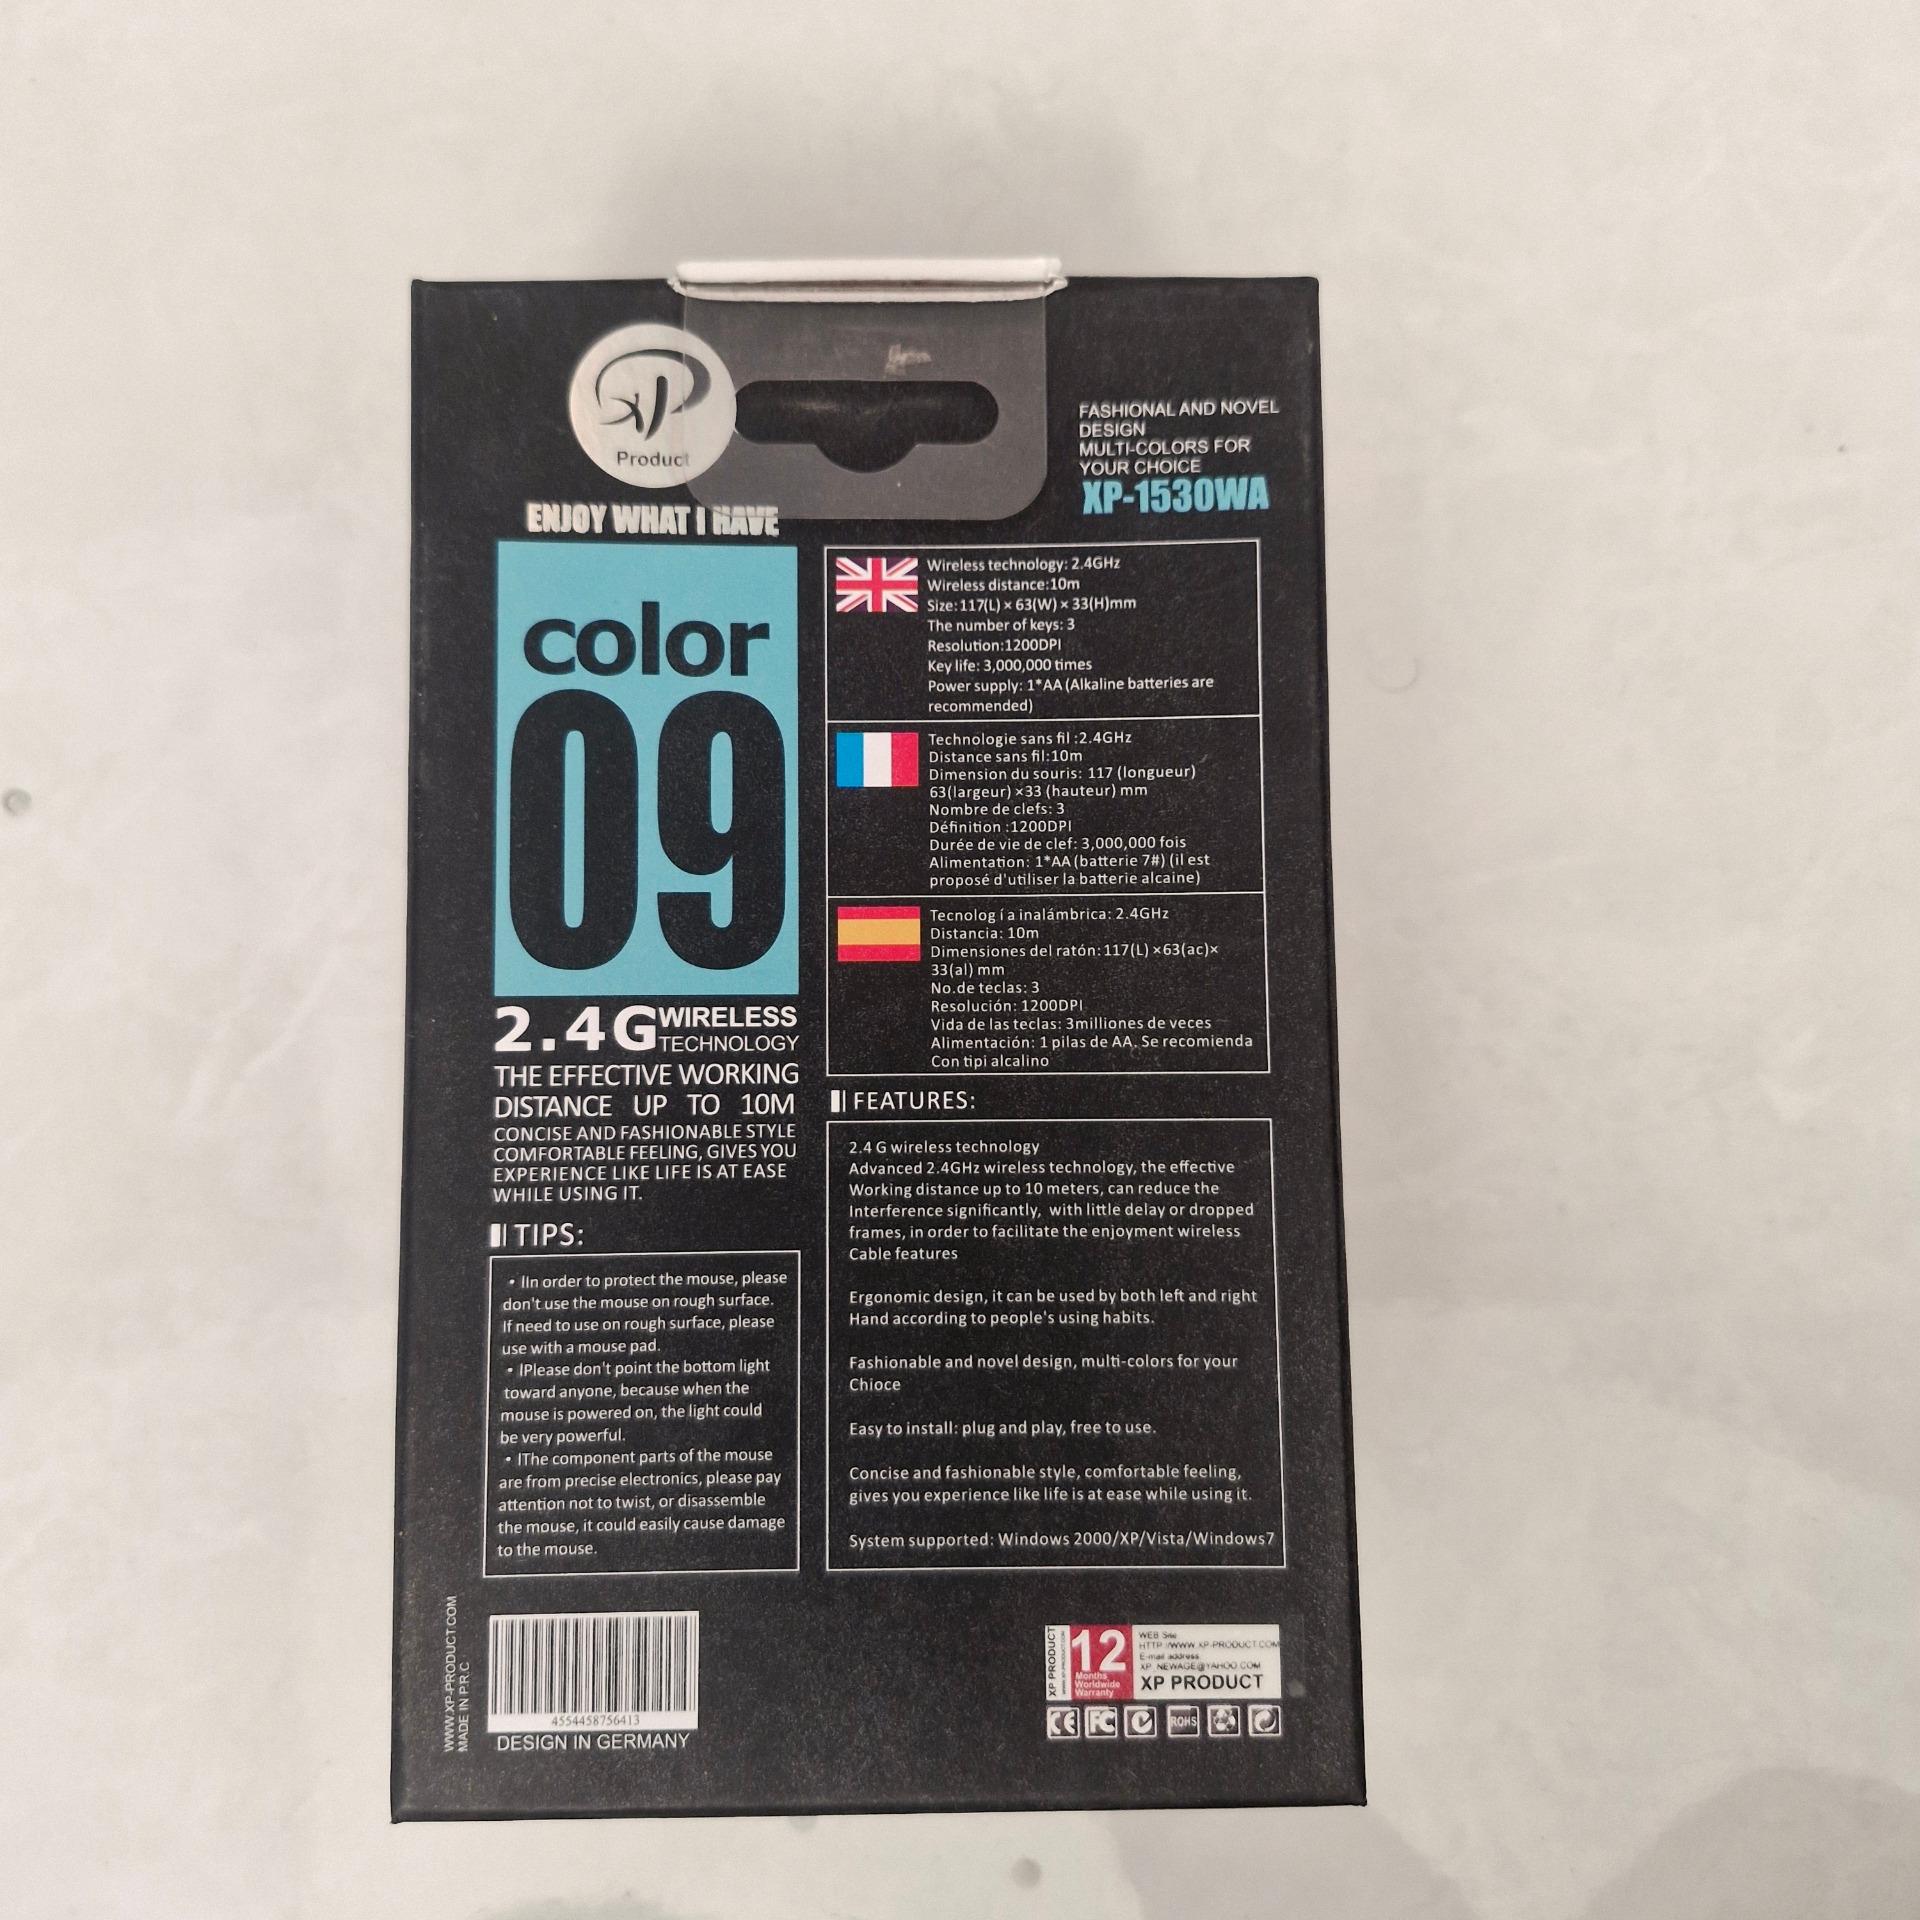 XP
Product
FASHIONAL AND NOVEL
DESIGN
MULTI-COLORS FOR
YOUR CHOICE
XP-1530WA
ENJOY WHAT I HAVE
color
09
2.4G WIRELESS
TECHNOLOGY
THE EFFECTIVE WORKING
DISTANCE UP TO 10M
CONCISE AND FASHIONABLE STYLE
COMFORTABLE FEELING, GIVES YOU
EXPERIENCE LIKE LIFE IS AT EASE
WHILE USING IT.
TIPS:
• IIn order to protect the mouse, please
don't use the mouse on rough surface.
If need to use on rough surface, please
use with a mouse pad.
• IPlease don't point the bottom light
toward anyone, because when the
mouse is powered on, the light could
be very powerful.
• IThe component parts of the mouse
are from precise electronics, please pay
attention not to twist, or disassemble
the mouse, it could easily cause damage
to the mouse.
Wireless technology: 2.4GHz
Wireless distance:10m
Size:117(L) × 63(W) × 33(H)mm
The number of keys: 3
Resolution:1200DPI
Key life: 3,000,000 times
Power supply: 1*AA (Alkaline batteries are
recommended)
Technologie sans fil :2.4GHz
Distance sans fil:10m
Dimension du souris: 117 (longueur)
63(largeur) ×33 (hauteur) mm
Nombre de clefs: 3
Définition :1200DPI
Durée de vie de clef: 3,000,000 fois
Alimentation: 1*AA (batterie 7#) (il est
proposé d'utiliser la batterie alcaine)
Tecnolog í a inalámbrica: 2.4GHz
Distancia: 10m
Dimensiones del ratón: 117(L) ×63(ac)×
33(al) mm
No.de teclas: 3
Resolución: 1200DPI
Vida de las teclas: 3milliones de veces
Alimentación: 1 pilas de AA. Se recomienda
Con tipi alcalino
FEATURES:
2.4 G wireless technology
Advanced 2.4GHz wireless technology, the effective
Working distance up to 10 meters, can reduce the
Interference significantly, with little delay or dropped
frames, in order to facilitate the enjoyment wireless
Cable features
Ergonomic design, it can be used by both left and right
Hand according to people's using habits.
Fashionable and novel design, multi-colors for your
Chioce
Easy to install: plug and play, free to use.
Concise and fashionable style, comfortable feeling,
gives you experience like life is at ease while using it.
System supported: Windows 2000/XP/Vista/Windows7
WWW.XP-PRODUCT.COM
MADE IN P.R.C
4554458756413
DESIGN IN GERMANY
XP PRODUCT
12
Months
Worldwide
Warranty
WEB Site
HTTP://WWW.XP-PRODUCT.COM
E-mail address
XP_NEWAGE@YAHOO.COM
XP PRODUCT
CE FC ROHS